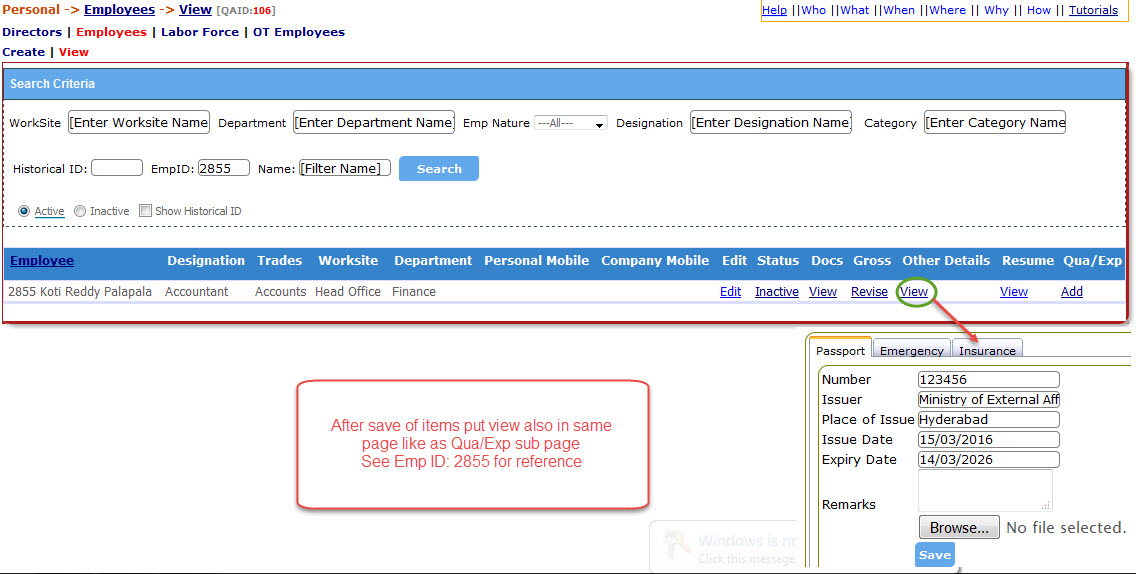 Personal -> Employees -> View [QAID:106]
Help ||Who ||What ||When ||Where || Why || How || Tutorials
Directors | Employees | Labor Force | OT Employees
Create | View
Search Criteria
WorkSite [Enter Worksite Name Department [Enter Department Name] Emp Nature ---All--- Designation [Enter Designation Name] Category [Enter Category Name
Historical ID: EmpID: 2855 Name: [Filter Name] Search
Active Inactive Show Historical ID
Employee Designation Trades Worksite Department Personal Mobile Company Mobile Edit Status Docs Gross Other Details Resume Qua/Exp
2855 Koti Reddy Palapala Accountant Accounts Head Office Finance Edit Inactive View Revise View View Add
Passport Emergency Insurance
Number 123456
Issuer Ministry of External Aff
Place of Issue Hyderabad
Issue Date 15/03/2016
Expiry Date 14/03/2026
Remarks
Browse... No file selected.
Save
After save of items put view also in same
page like as Qua/Exp sub page
See Emp ID: 2855 for reference
Windows is no
Click this message